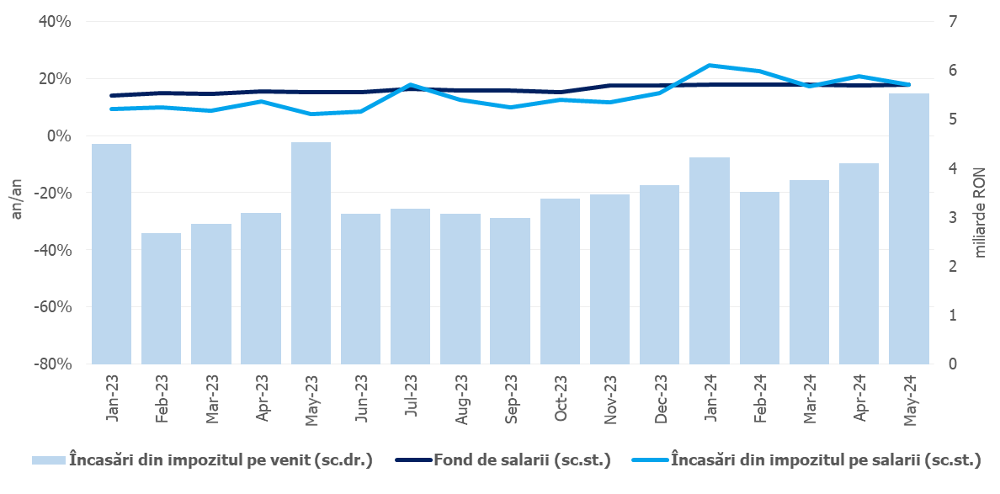 40%
20%
0%
-20%
-40%
-60%
-80%
an/an
7
6
5
4
3
2
1
0
miliarde RON
Jan-23
Feb-23
Mar-23
Apr-23
May-23
Jun-23
Jul-23
Aug-23
Sep-23
Oct-23
Nov-23
Dec-23
Jan-24
Feb-24
Mar-24
Apr-24
May-24
Încasări din impozitul pe venit (sc.dr.) Fond de salarii (sc.st.) Încasări din impozitul pe salarii (sc.st.)